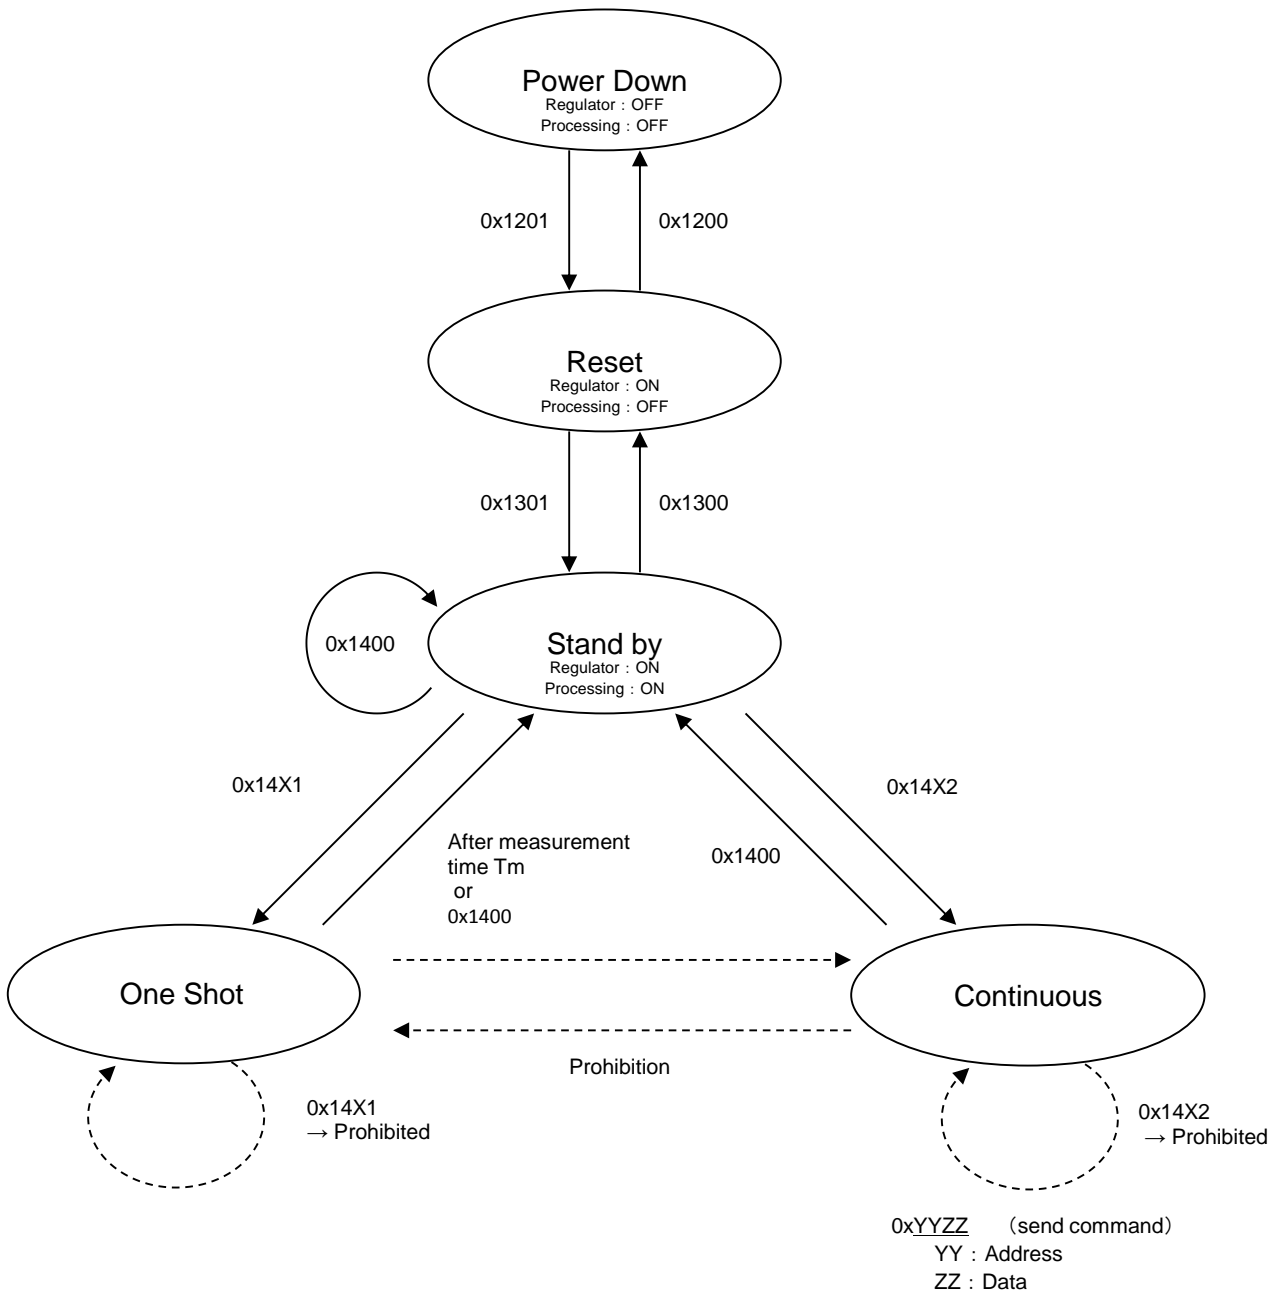 Power Down
Regulator : OFF
Processing : OFF
0x1201
0x1200
Reset
Regulator : ON
Processing : OFF
0x1301
0x1300
0x1400
Stand by
Regulator : ON
Processing : ON
0x14X1
0x14X2
After measurement
time Tm
or
0x1400
0x1400
One Shot
Continuous
Prohibition
0x14X1
→ Prohibited
0x14X2
→ Prohibited
0xYYZZ （send command）
YY : Address
ZZ : Data